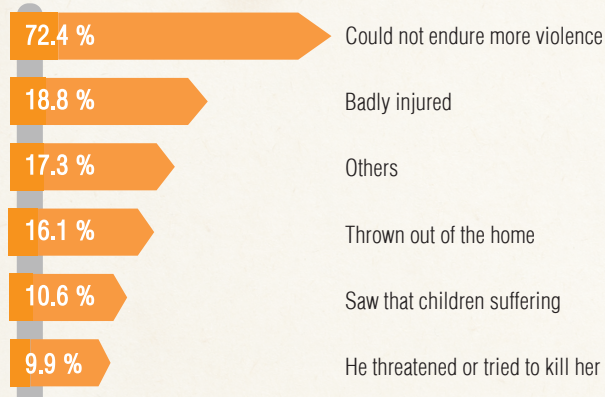 72.4 % Could not endure more violence
18.8 % Badly injured
17.3 % Others
16.1 % Thrown out of the home
10.6 % Saw that children suffering
9.9 % He threatened or tried to kill her